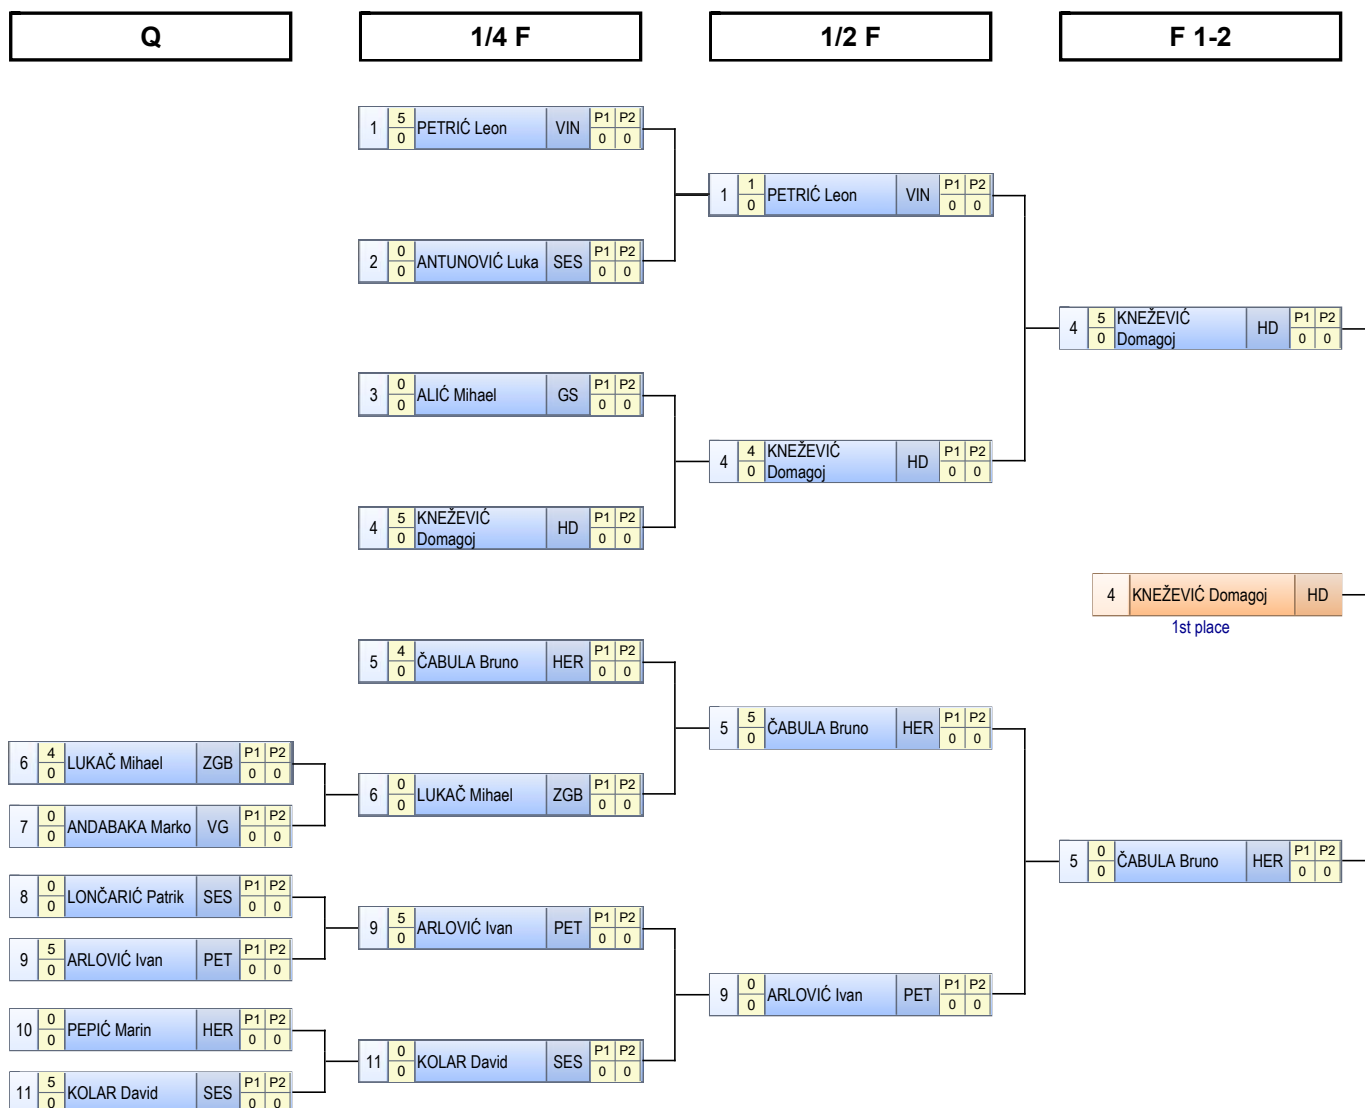 Q 1/4 F 1/2 F F 1-2
1 5 0 PETRIĆ Leon VIN P1 P2 0 0
1 1 0 PETRIĆ Leon VIN P1 P2 0 0
2 0 0 ANTUNOVIĆ Luka SES P1 P2 0 0
4 5 0 KNEŽEVIĆ Domagoj HD P1 P2 0 0
3 0 0 ALIĆ Mihael GS P1 P2 0 0
4 4 0 KNEŽEVIĆ Domagoj HD P1 P2 0 0
4 5 0 KNEŽEVIĆ Domagoj HD P1 P2 0 0
4 KNEŽEVIĆ Domagoj HD
1st place
5 4 0 ČABULA Bruno HER P1 P2 0 0
5 5 0 ČABULA Bruno HER P1 P2 0 0
6 4 0 LUKAČ Mihael ZGB P1 P2 0 0
6 0 0 LUKAČ Mihael ZGB P1 P2 0 0
7 0 0 ANDABAKA Marko VG P1 P2 0 0
5 0 0 ČABULA Bruno HER P1 P2 0 0
8 0 0 LONČARIĆ Patrik SES P1 P2 0 0
9 5 0 ARLOVIĆ Ivan PET P1 P2 0 0
9 5 0 ARLOVIĆ Ivan PET P1 P2 0 0
9 0 0 ARLOVIĆ Ivan PET P1 P2 0 0
10 0 0 PEPIĆ Marin HER P1 P2 0 0
11 0 0 KOLAR David SES P1 P2 0 0
11 5 0 KOLAR David SES P1 P2 0 0